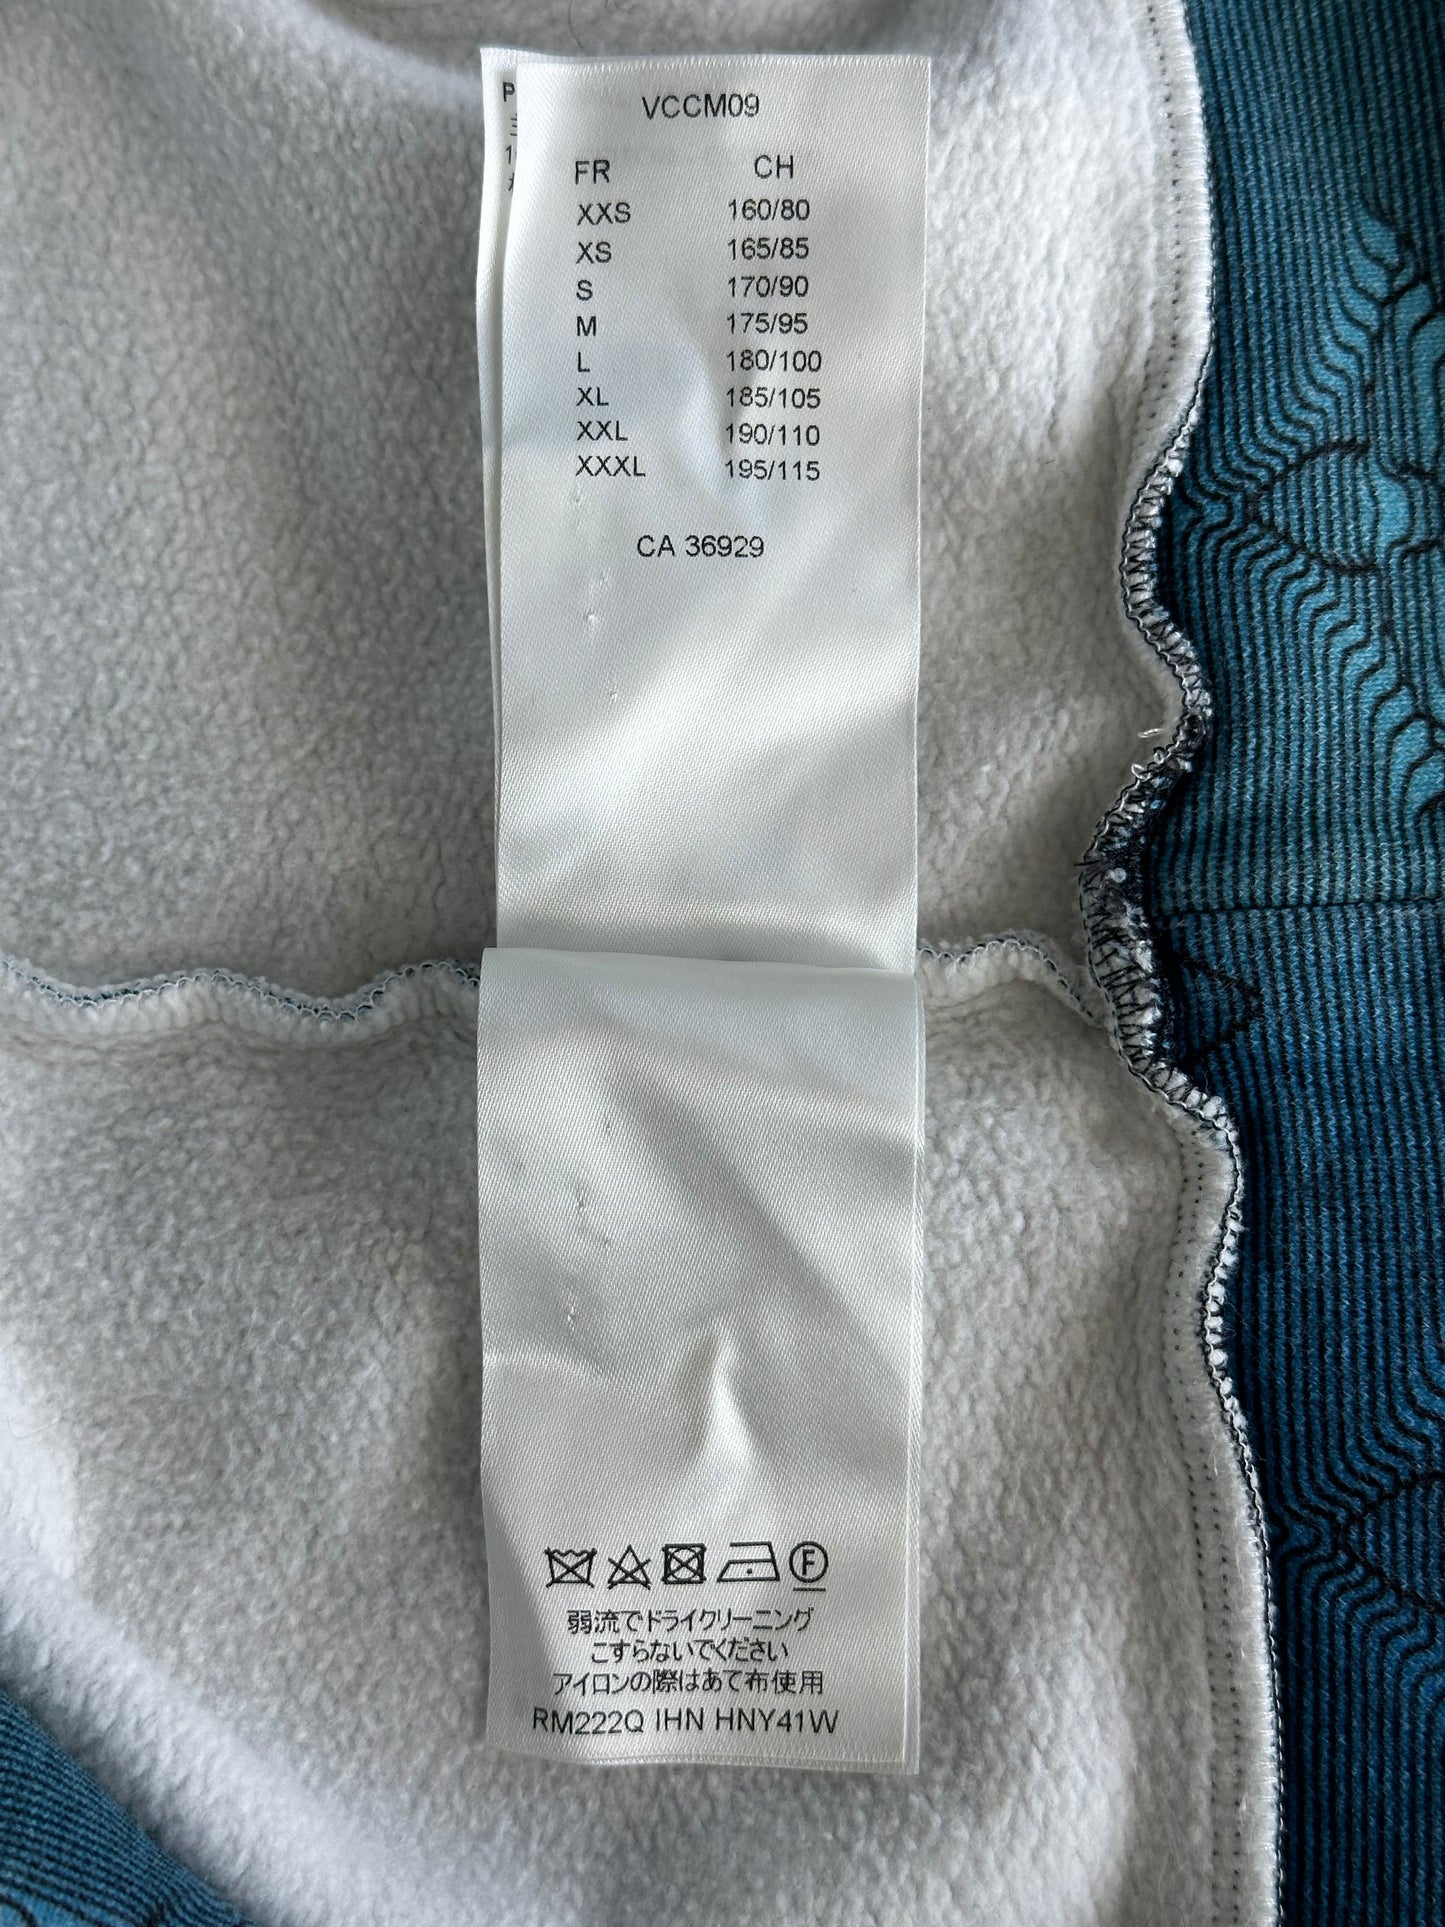 VCCM09
FR CH
XXS 160/80
XS 165/85
S 170/90
M 175/95
L 180/100
XL 185/105
XXL 190/110
XXXL 195/115
CA 36929
F
弱流でドライクリーニング
こすらないでください
アイロンの際はあて布使用
RM222Q IHN HNY41W